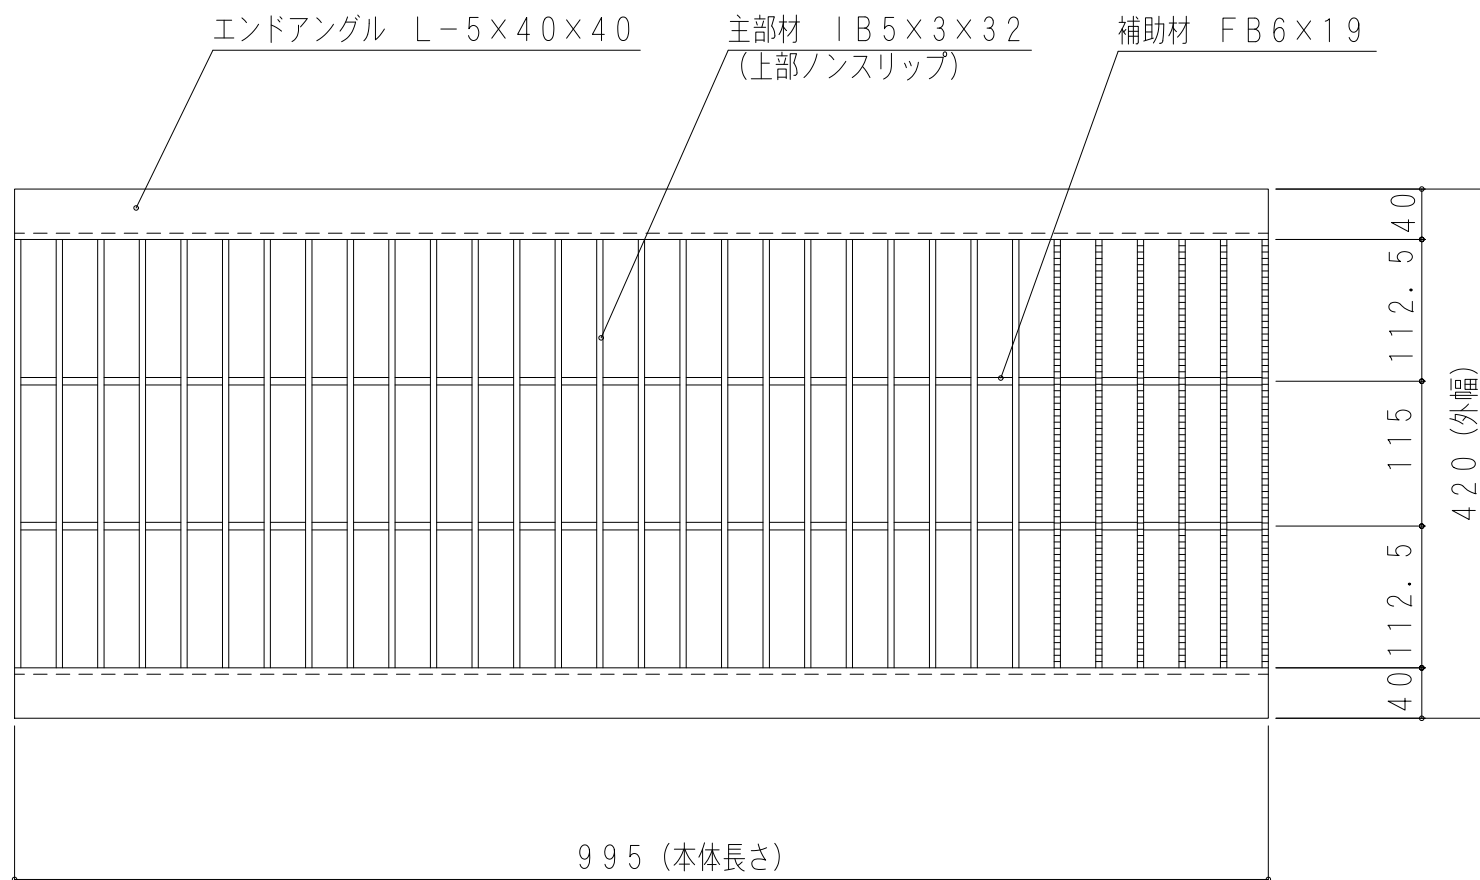 エンドアングル　L-5×40×40
主部材　IB5×3×32
(上部ノンスリップ)
補助材　FB6×19
40
112.5
115
112.5
40
420(外幅)
995(本体長さ)